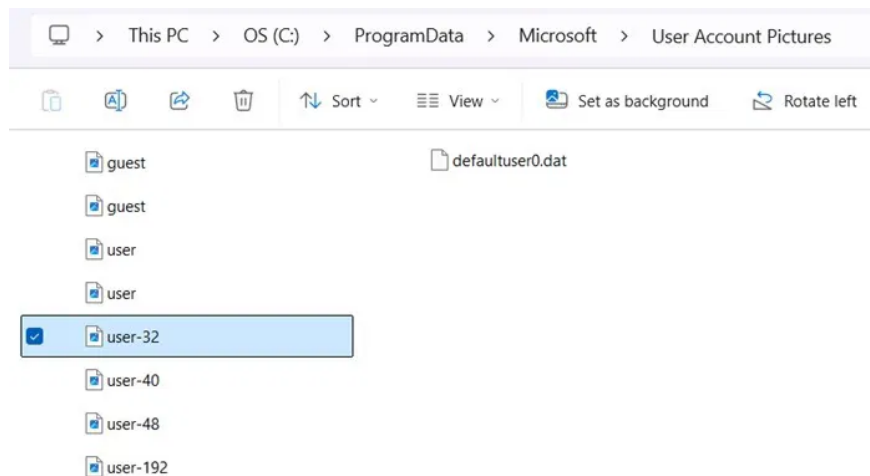 This PC > OS (C:) > ProgramData > Microsoft > User Account Pictures
Sort View Set as background Rotate left
guest
guest
user
user
user-32
user-40
user-48
user-192
defaultuser0.dat